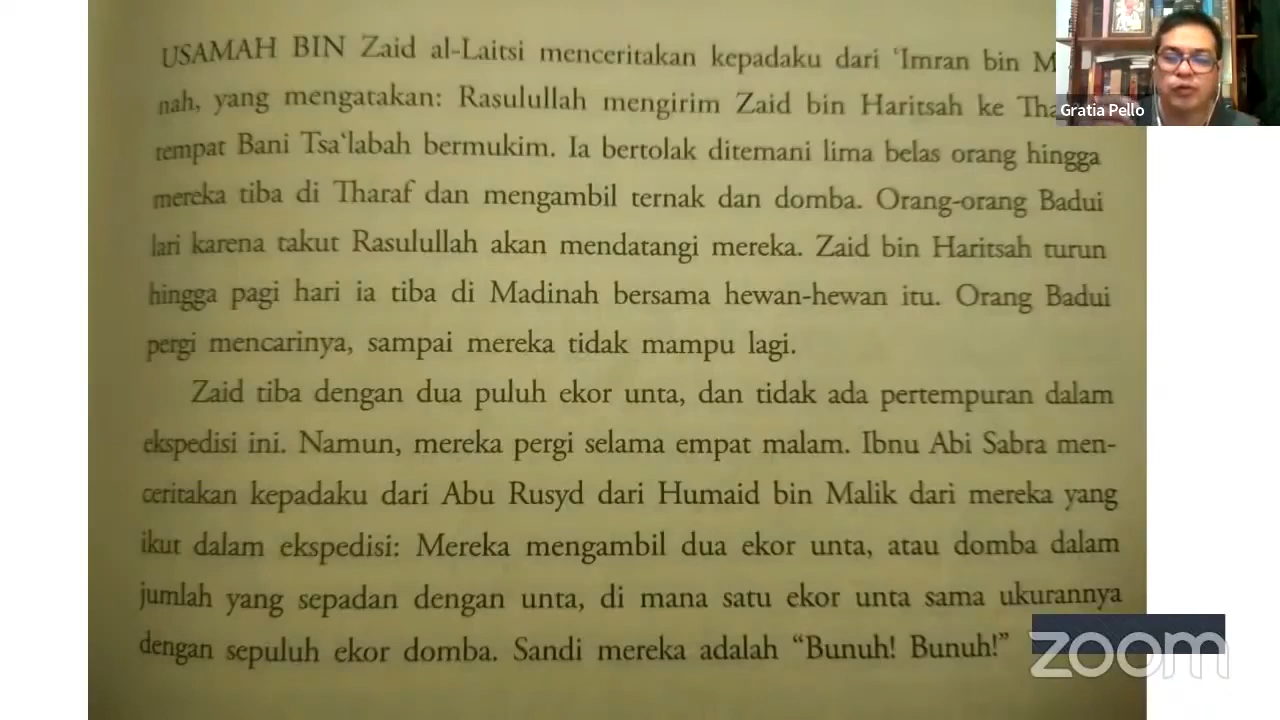 USAMAH BIN Zaid al-Laitsi menceritakan kepadaku dari ‘Imran bin
nah, yang mengatakan: Rasulullah mengirim Zaid bin Haritsah ke
tempat Bani Tsa‘labah bermukim. Ia bertolak ditemani lima belas orang hingga
mereka tiba di Tharaf dan mengambil ternak dan domba. Orang-orang Badui
lari karena takut Rasulullah akan mendatangi mereka. Zaid bin Haritsah turun
hingga pagi hari ia tiba di Madinah bersama hewan-hewan itu. Orang Badui
pergi mencarinya, sampai mereka tidak mampu lagi.
Zaid tiba dengan dua puluh ekor unta, dan tidak ada pertempuran dalam
ekspedisi ini. Namun, mereka pergi selama empat malam. Ibnu Abi Sabra men-
ceritakan kepadaku dari Abu Rusyd dari Humaid bin Malik dari mereka yang
ikut dalam ekspedisi: Mereka mengambil dua ekor unta, atau domba dalam
jumlah yang sepadan dengan unta, di mana satu ekor unta sama ukurannya
dengan sepuluh ekor domba. Sandi mereka adalah “Bunuh! Bunuh!”
Gratia Pello
zoom